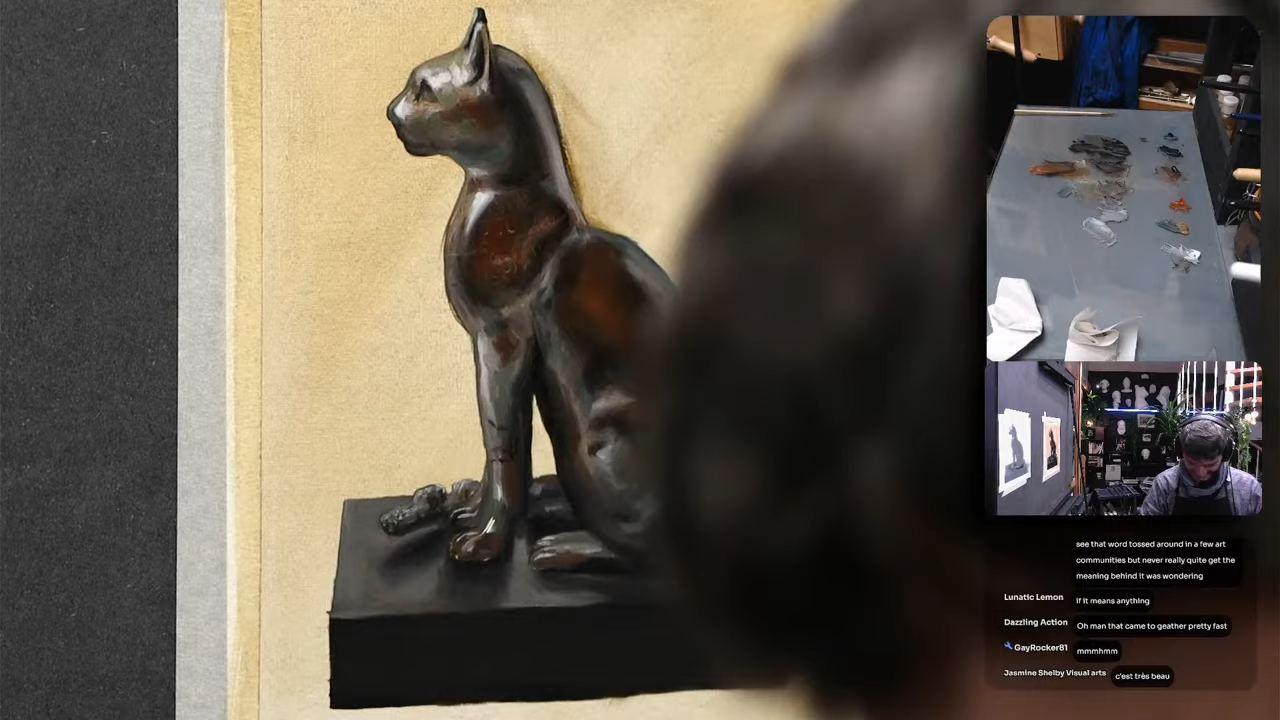 see that word tossed around in a few art
communities but never really quite get the
meaning behind it was wondering
Lunatic Lemon if it means anything
Dazzling Action Oh man that came to geather pretty fast
GayRocker81 mmmhmm
Jasmine Shelby Visual arts c'est très beau